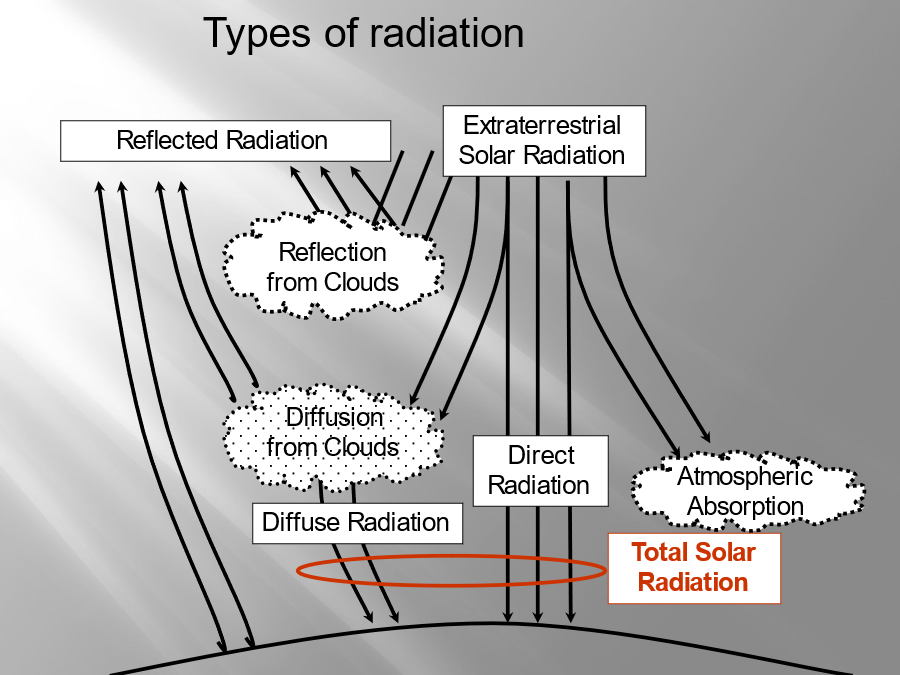 Types of radiation
Reflected Radiation
Extraterrestrial
Solar Radiation
Reflection
from Clouds
Diffusion
from Clouds
Direct
Radiation
Atmospheric
Absorption
Diffuse Radiation
Total Solar
Radiation